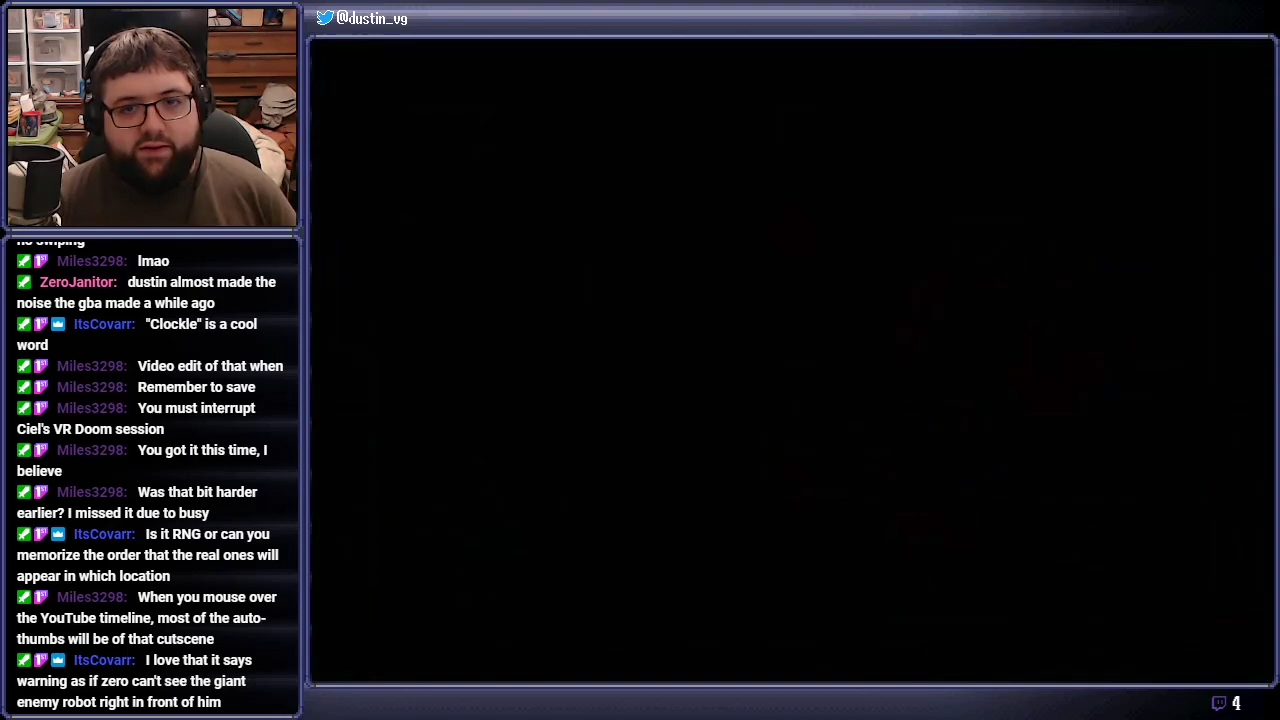 @dustin_vg
no swiping
Miles3298: lmao
ZeroJanitor: dustin almost made the
noise the gba made a while ago
ItsCovarr: "Clockle" is a cool
word
Miles3298: Video edit of that when
Miles3298: Remember to save
Miles3298: You must interrupt
Ciel's VR Doom session
Miles3298: You got it this time, I
believe
Miles3298: Was that bit harder
earlier? I missed it due to busy
ItsCovarr: Is it RNG or can you
memorize the order that the real ones will
appear in which location
Miles3298: When you mouse over
the YouTube timeline, most of the auto-
thumbs will be of that cutscene
ItsCovarr: I love that it says
warning as if zero can't see the giant
enemy robot right in front of him
4